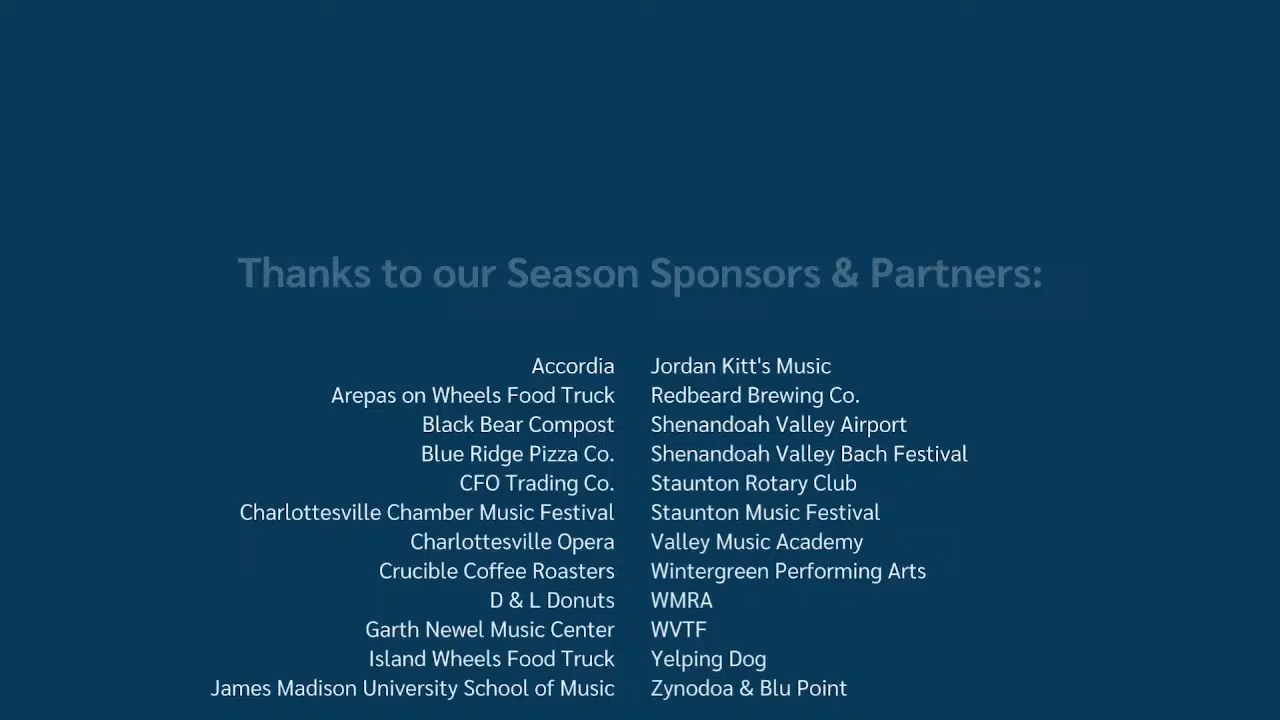 Thanks to our Season Sponsors & Partners:
Accordia
Arepas on Wheels Food Truck
Black Bear Compost
Blue Ridge Pizza Co.
CFO Trading Co.
Charlottesville Chamber Music Festival
Charlottesville Opera
Crucible Coffee Roasters
D & L Donuts
Garth Newel Music Center
Island Wheels Food Truck
James Madison University School of Music
Jordan Kitt's Music
Redbeard Brewing Co.
Shenandoah Valley Airport
Shenandoah Valley Bach Festival
Staunton Rotary Club
Staunton Music Festival
Valley Music Academy
Wintergreen Performing Arts
WMRA
WVTF
Yelping Dog
Zynodoa & Blu Point